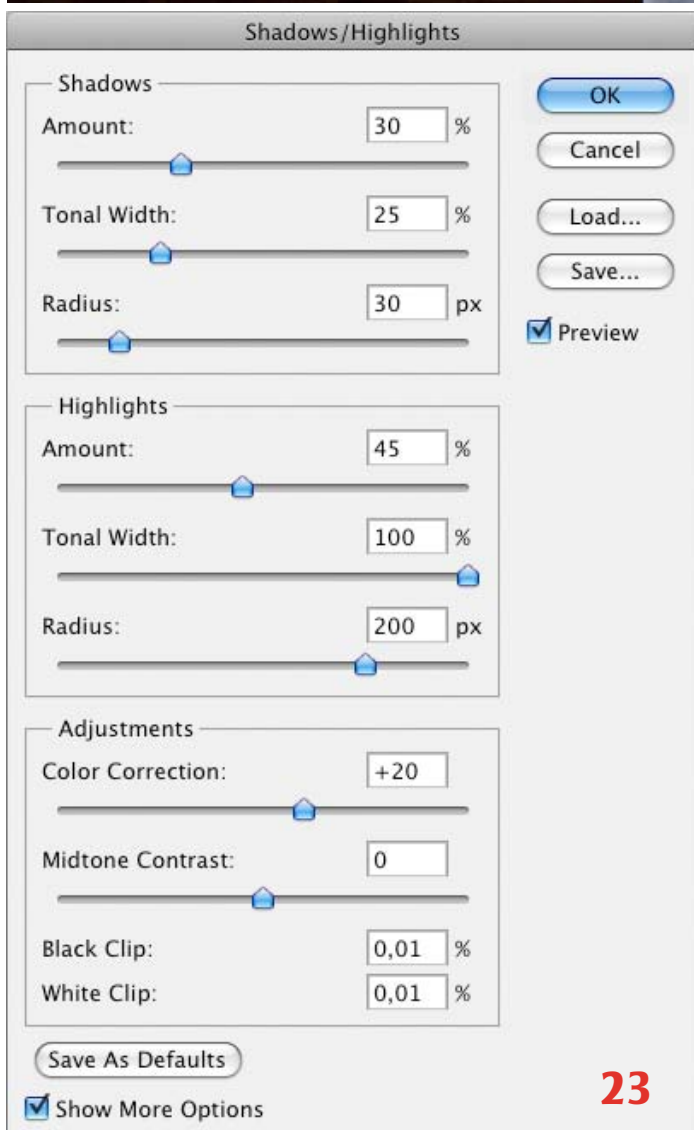 Shadows/Highlights
Shadows
Amount: 30 %
Tonal Width: 25 %
Radius: 30 px
Highlights
Amount: 45 %
Tonal Width: 100 %
Radius: 200 px
Adjustments
Color Correction: +20
Midtone Contrast: 0
Black Clip: 0,01 %
White Clip: 0,01 %
Save As Defaults
Show More Options
OK
Cancel
Load...
Save...
Preview
23